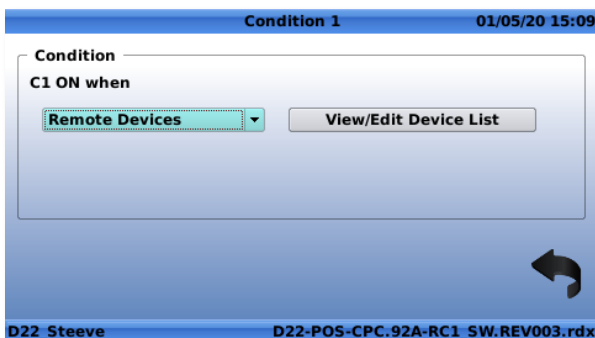 Condition 1 01/05/20 15:09
Condition
C1 ON when
Remote Devices View/Edit Device List
D22 Steeve D22-POS-CPC.92A-RC1 SW.REV003.rdx